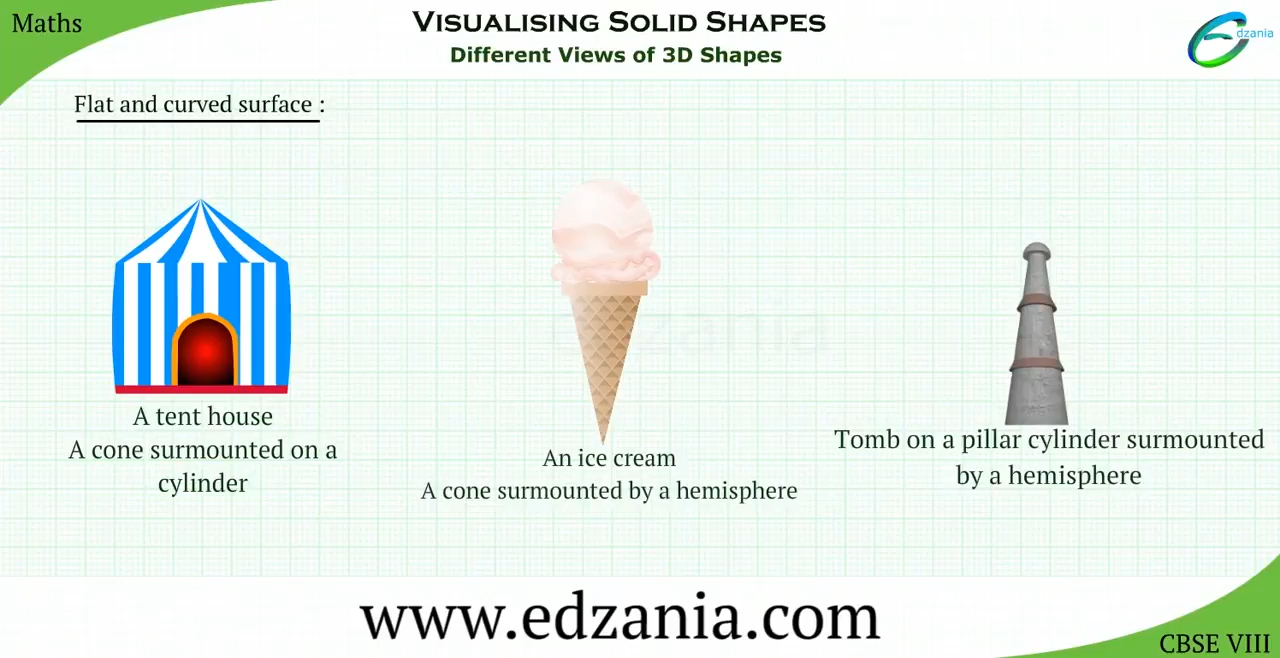 Maths
VISUALISING SOLID SHAPES
Different Views of 3D Shapes
Edzania
Flat and curved surface :
A tent house
A cone surmounted on a
cylinder
An ice cream
A cone surmounted by a hemisphere
Tomb on a pillar cylinder surmounted
by a hemisphere
edzania
www.edzania.com
CBSE VIII